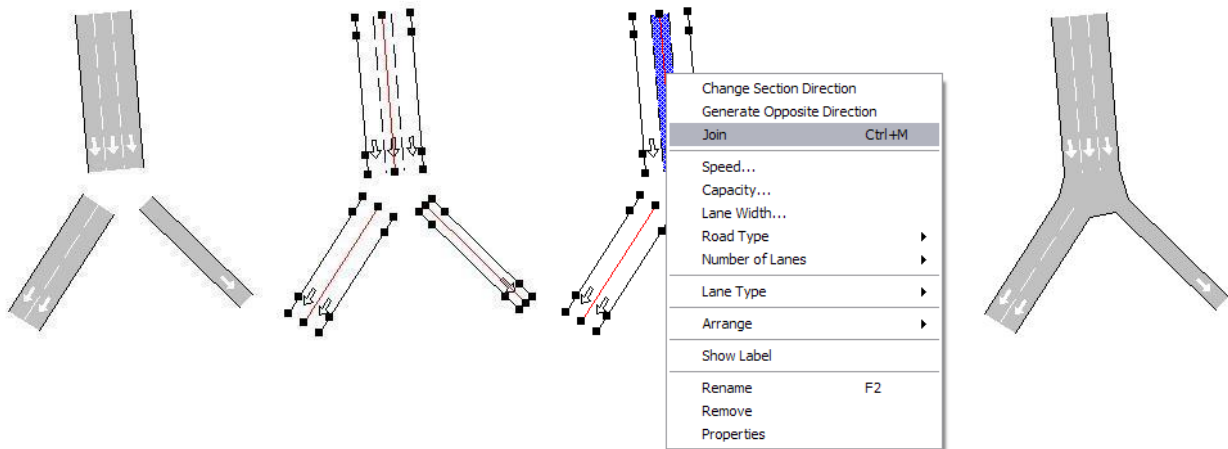 Change Section Direction
Generate Opposite Direction
Join Ctrl+M
Speed...
Capacity...
Lane Width...
Road Type
Number of Lanes
Lane Type
Arrange
Show Label
Rename F2
Remove
Properties